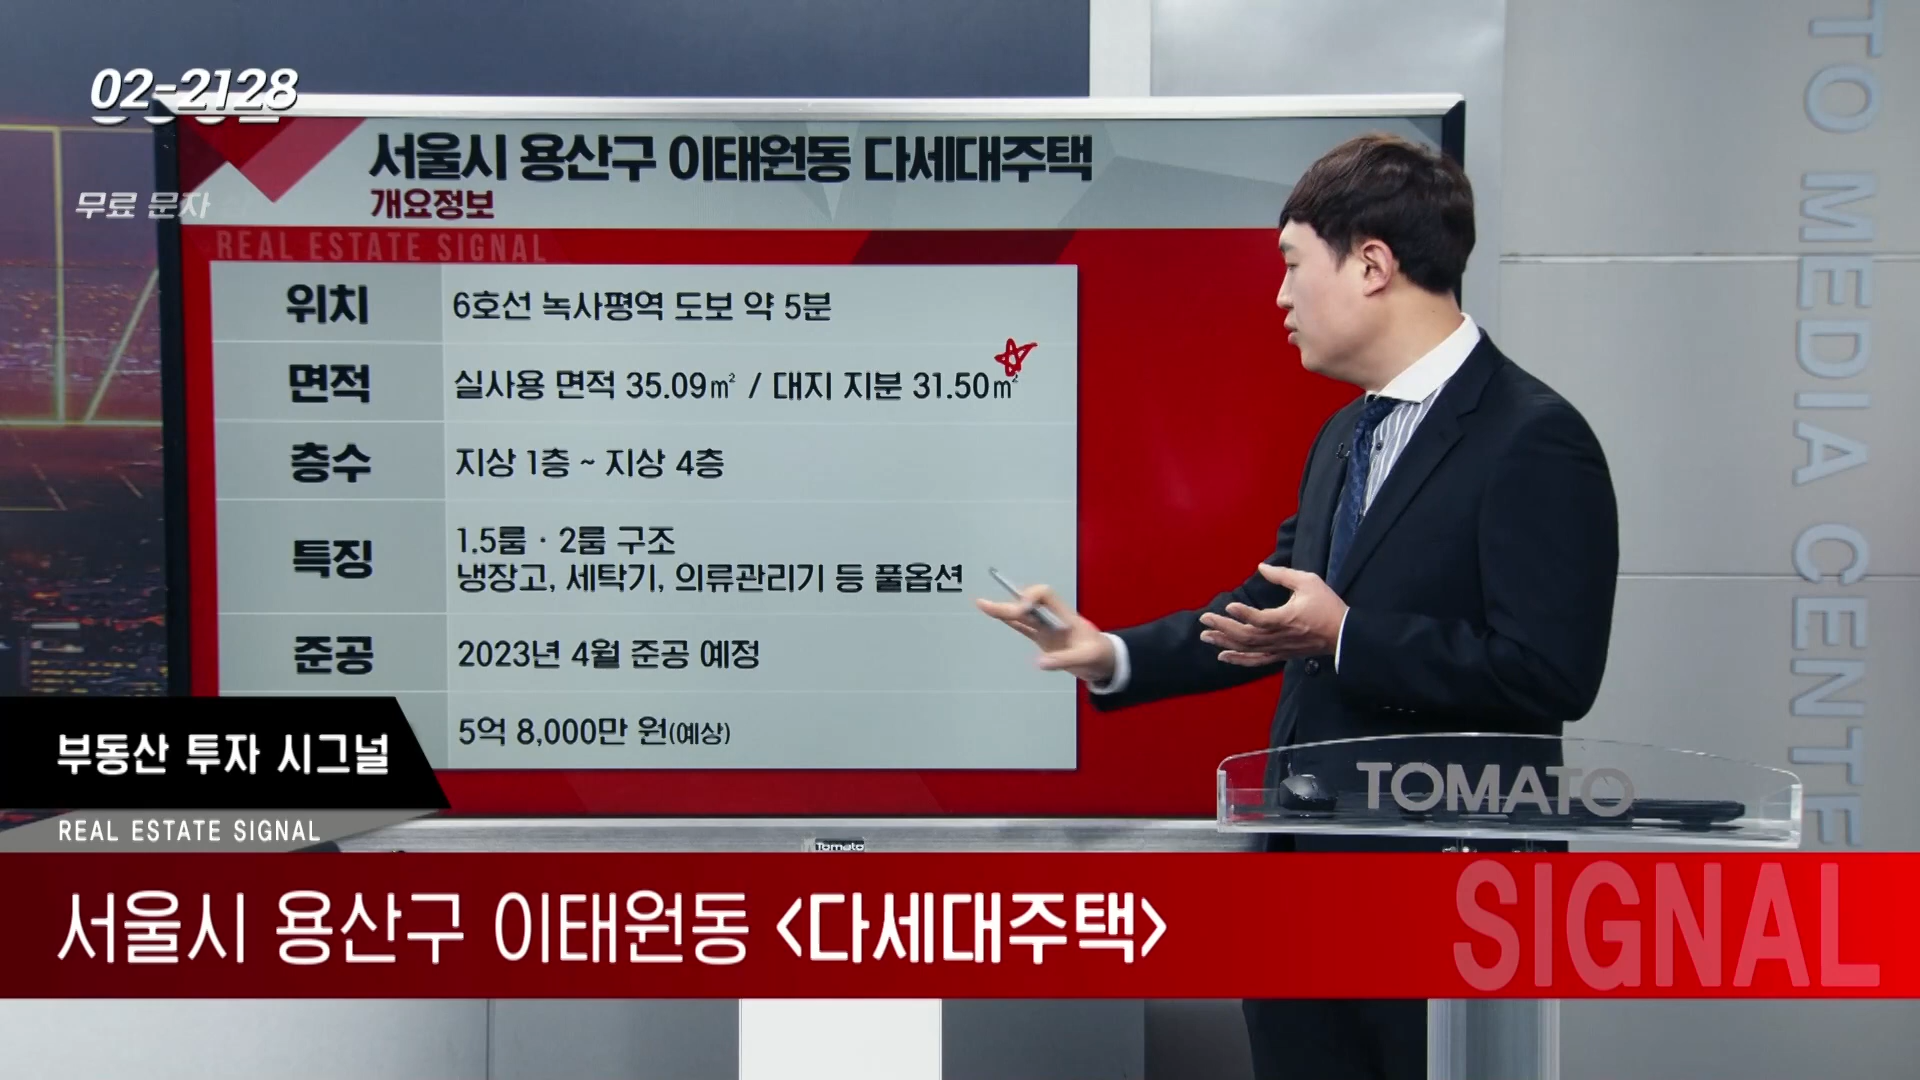 02-2128
무료 문자
서울시 용산구 이태원동 다세대주택
개요정보
REAL ESTATE SIGNAL
위치 6호선 녹사평역 도보 약 5분
면적 실사용 면적 35.09㎡ / 대지 지분 31.50㎡
층수 지상 1층 ~ 지상 4층
특징 1.5룸 · 2룸 구조
냉장고, 세탁기, 의류관리기 등 풀옵션
준공 2023년 4월 준공 예정
5억 8,000만 원(예상)
부동산 투자 시그널
REAL ESTATE SIGNAL
Tomato
TOMATO
서울시 용산구 이태원동 <다세대주택>
SIGNAL
TO MEDIA CENTE